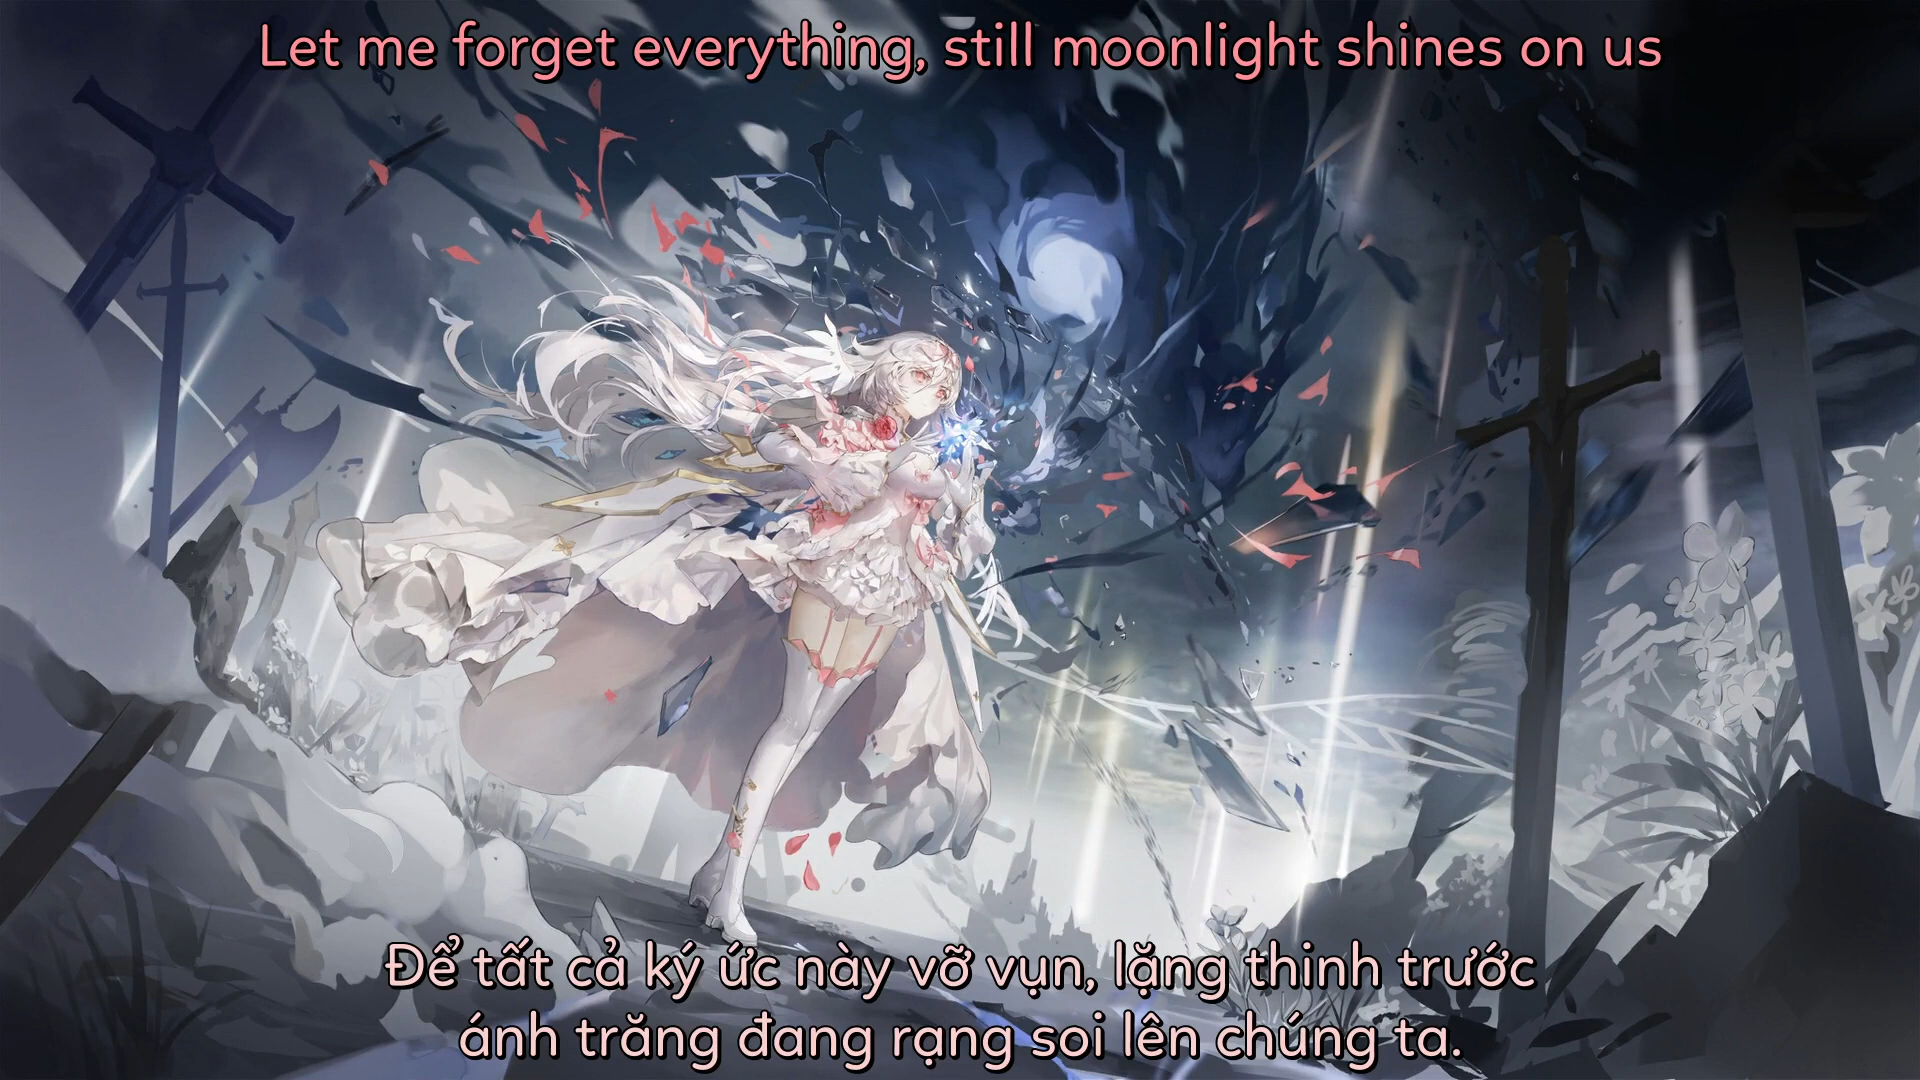 Let me forget everything, still moonlight shines on us
Để tất cả ký ức này vỡ vụn, lặng thinh trước
ánh trăng đang rạng soi lên chúng ta.